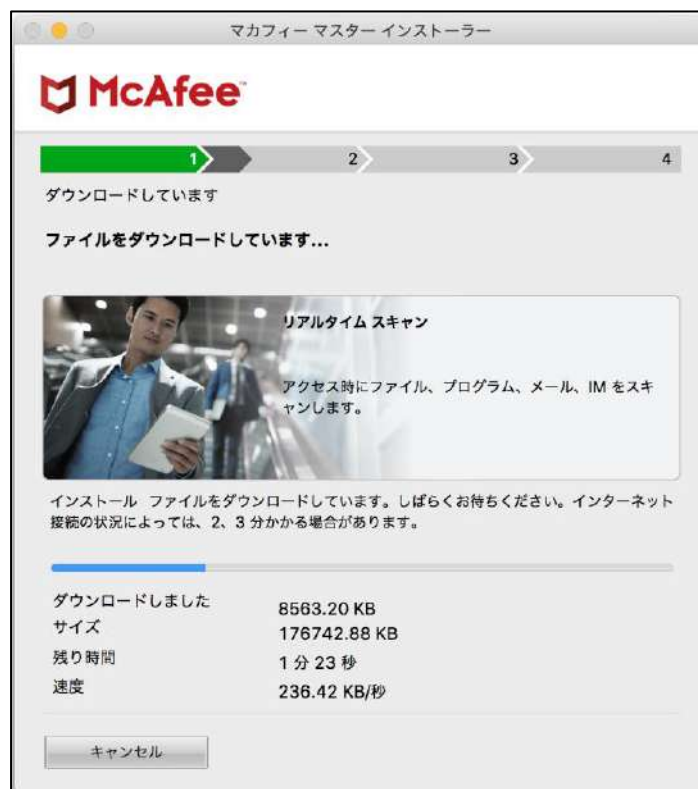 マカフィー マスター インストーラー
McAfee™
1 2 3 4
ダウンロードしています
ファイルをダウンロードしています...
リアルタイム スキャン
アクセス時にファイル、プログラム、メール、IM をスキ
ャンします。
インストール ファイルをダウンロードしています。しばらくお待ちください。インターネット
接続の状況によっては、2、3 分かかる場合があります。
ダウンロードしました 8563.20 KB
サイズ 176742.88 KB
残り時間 1 分 23 秒
速度 236.42 KB/秒
キャンセル